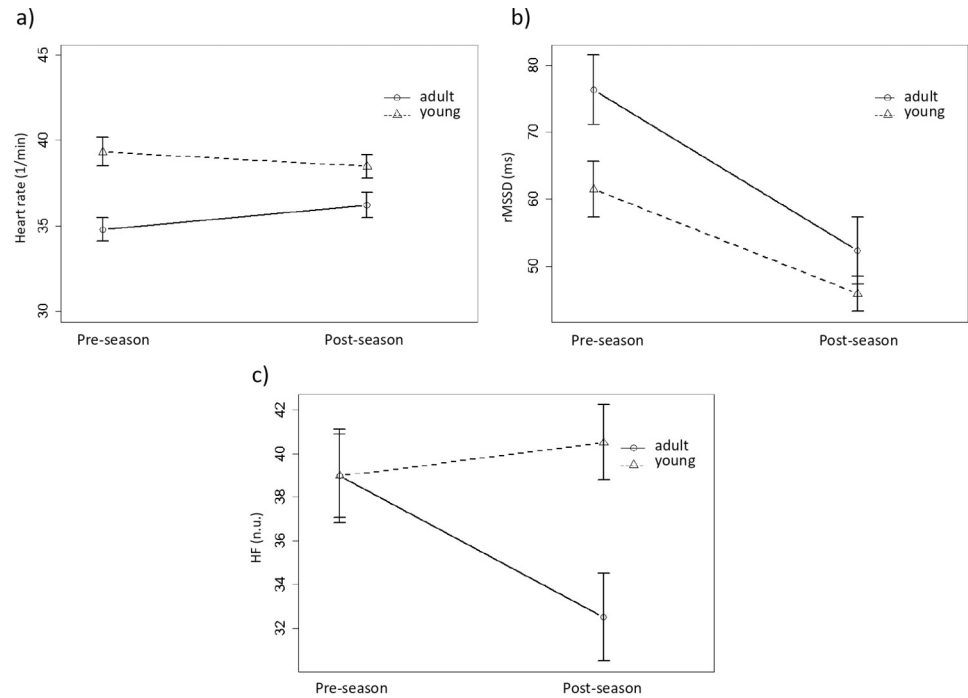 a)
45
40
35
30
Heart rate (1/min)
adult
young
Pre-season
Post-season
b)
80
70
60
50
rMSSD (ms)
adult
young
Pre-season
Post-season
c)
42
40
38
36
34
32
HF (n.u.)
adult
young
Pre-season
Post-season